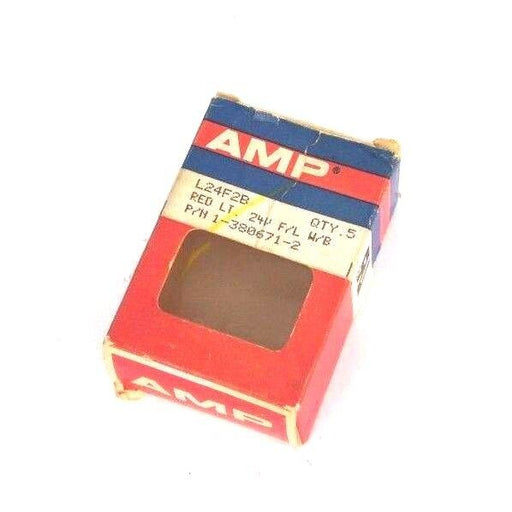 AMP®
L24F2B QTY.5
RED LT. 24V F/L W/B
P/N 1-380671-2
AMP